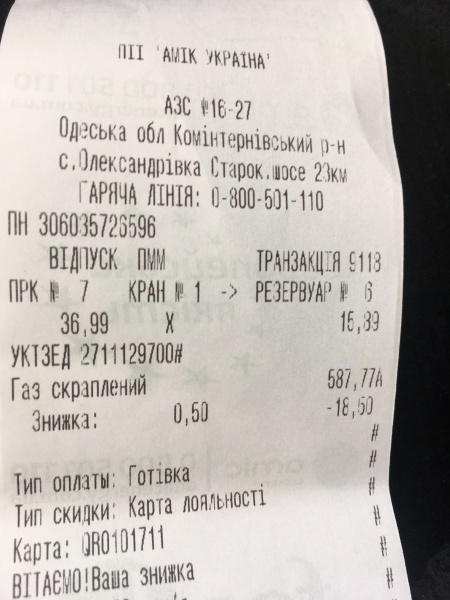 ПІІ 'АМІК УКРАЇНА'
АЗС №16-27
Одеська обл Комінтернівський р-н
с.Олександрівка Старок.шосе 23км
ГАРЯЧА ЛІНІЯ: 0-800-501-110
ПН 306035726596
ВІДПУСК ПММ ТРАНЗАКЦІЯ 9118
ПРК № 7 КРАН № 1 -> РЕЗЕРВУАР № 6
36,99 X 15,89
УКТЗЕД 2711129700#
Газ скраплений 587,77А
Знижка: 0,50 -18,50
#
#
Тип оплаты: Готівка #
Тип скидки: Карта лояльності #
Карта: QR0101711 #
ВІТАЄМО!Ваша знижка #